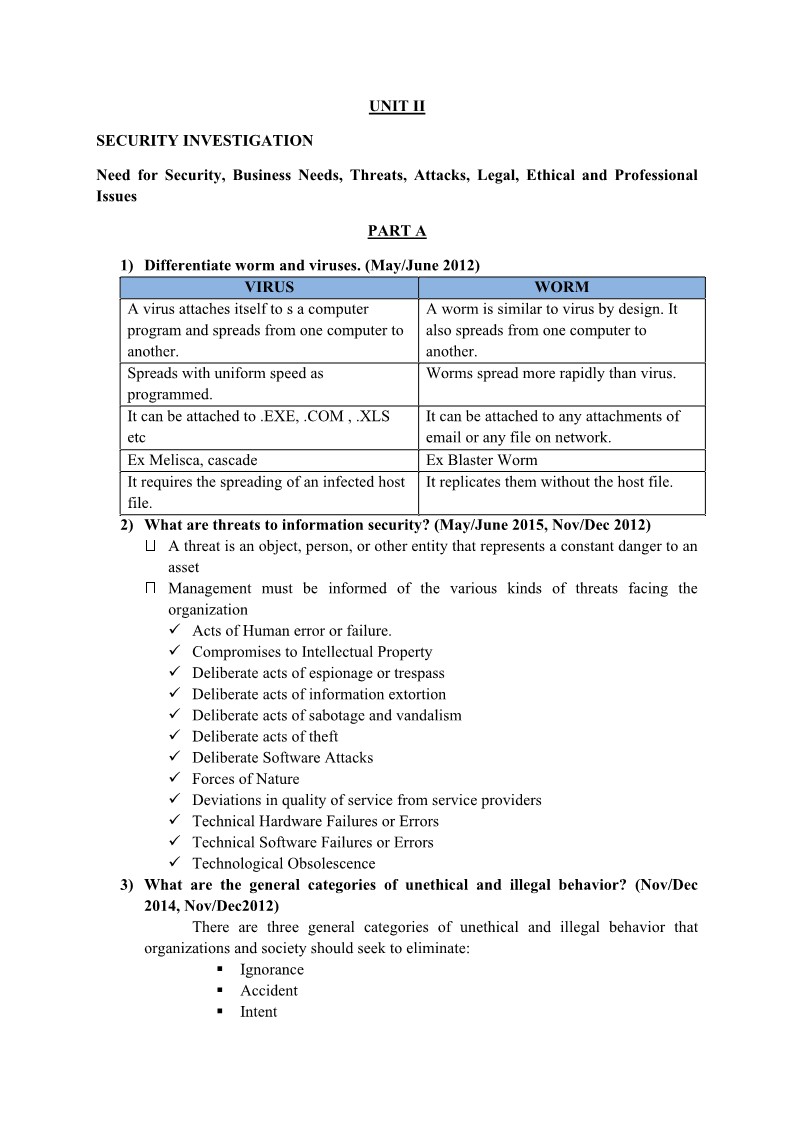 UNIT II
SECURITY INVESTIGATION
Need for Security, Business Needs, Threats, Attacks, Legal, Ethical and Professional
Issues
PART A
1) Differentiate worm and viruses. (May/June 2012)
VIRUS WORM
A virus attaches itself to s a computer
program and spreads from one computer to
another.
A worm is similar to virus by design. It
also spreads from one computer to
another.
Spreads with uniform speed as
programmed.
Worms spread more rapidly than virus.
It can be attached to .EXE, .COM , .XLS
etc
It can be attached to any attachments of
email or any file on network.
Ex Melisca, cascade
Ex Blaster Worm
It requires the spreading of an infected host
file.
It replicates them without the host file.
2) What are threats to information security? (May/June 2015, Nov/Dec 2012)
A threat is an object, person, or other entity that represents a constant danger to an
asset
Management must be informed of the various kinds of threats facing the
organization
✓ Acts of Human error or failure.
✓ Compromises to Intellectual Property
✓ Deliberate acts of espionage or trespass
✓ Deliberate acts of information extortion
✓ Deliberate acts of sabotage and vandalism
✓ Deliberate acts of theft
✓ Deliberate Software Attacks
✓ Forces of Nature
✓ Deviations in quality of service from service providers
✓ Technical Hardware Failures or Errors
✓ Technical Software Failures or Errors
✓ Technological Obsolescence
3) What are the general categories of unethical and illegal behavior? (Nov/Dec
2014, Nov/Dec2012)
There are three general categories of unethical and illegal behavior that
organizations and society should seek to eliminate:
▪ Ignorance
▪ Accident
▪ Intent